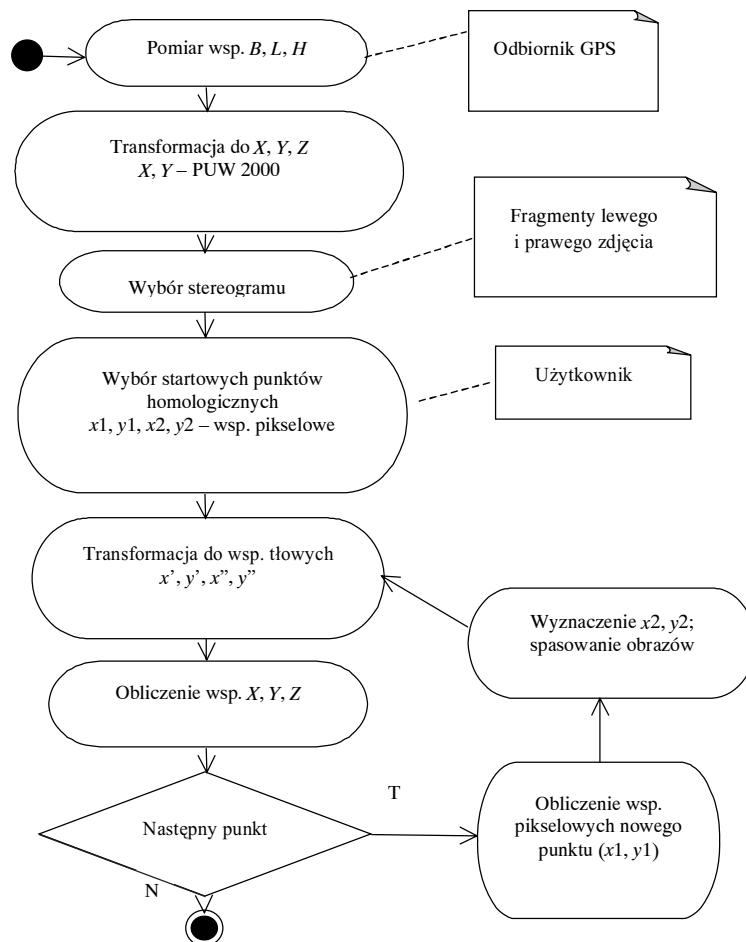 Pomiar wsp. B, L, H
Odbiornik GPS
Transformacja do X, Y, Z
X, Y – PUW 2000
Fragmenty lewego
i prawego zdjęcia
Wybór stereogramu
Wybór startowych punktów
homologicznych
x1, y1, x2, y2 – wsp. pikselowe
Użytkownik
Transformacja do wsp. tłowych
x’, y’, x”, y”
Wyznaczenie x2, y2;
spasowanie obrazów
Obliczenie wsp. X, Y, Z
Następny punkt
T
Obliczenie wsp.
pikselowych nowego
punktu (x1, y1)
N